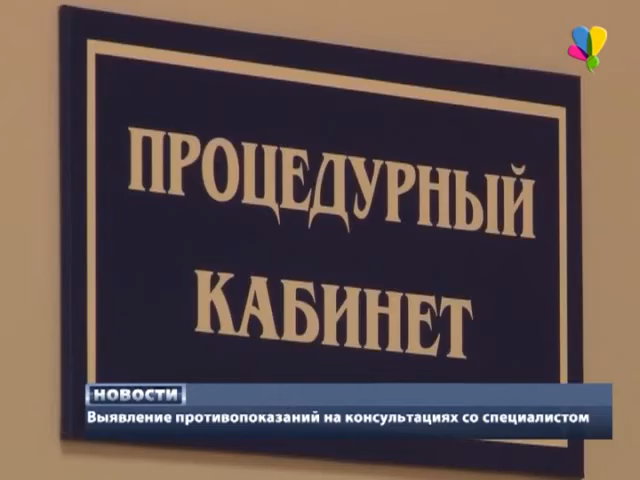 ПРОЦЕДУРНЫЙ
КАБИНЕТ
НОВОСТИ
Выявление противопоказаний на консультациях со специалистом